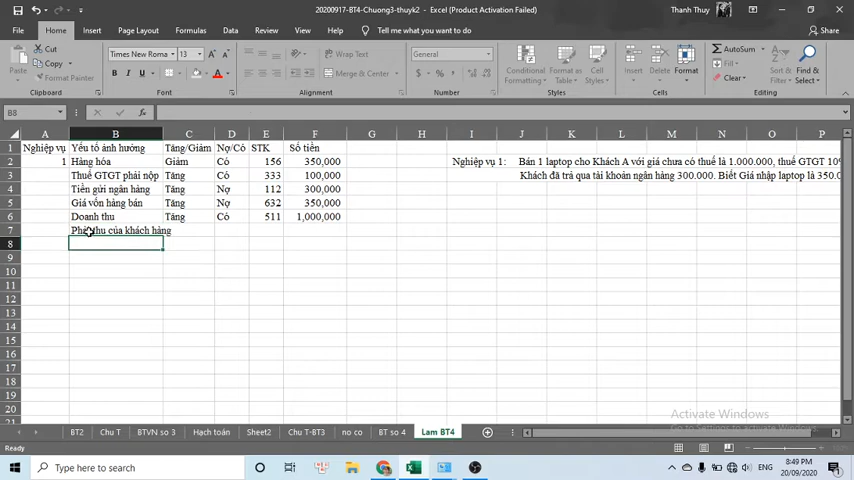 20200917-BT4-Chuong3-thuyk2 - Excel (Product Activation Failed)
Thanh Thuy
File Home Insert Page Layout Formulas Data Review View Help Tell me what you want to do Share
Paste Cut Copy Format Painter
Clipboard
Times New Roma 13
B I U
Font
Wrap Text
Merge & Center
Alignment
General
Number
Conditional Formatting Format as Table Cell Styles
Styles
Insert Delete Format
Cells
AutoSum Fill Clear
Sort & Filter Find & Select
Editing
B8
A B C D E F G H I J K L M N O P
1 Nghiệp vụ Yếu tố ảnh hưởng Tăng/Giảm Nợ/Có STK Số tiền
2 1 Hàng hóa Giảm Có 156 350,000 Nghiệp vụ 1: Bán 1 laptop cho Khách A với giá chưa có thuế là 1.000.000, thuế GTGT 10%
3 Thuế GTGT phải nộp Tăng Có 333 100,000 Khách đã trả qua tài khoản ngân hàng 300.000. Biết Giá nhập laptop là 350.0
4 Tiền gửi ngân hàng Tăng Nợ 112 300,000
5 Giá vốn hàng bán Tăng Nợ 632 350,000
6 Doanh thu Tăng Có 511 1,000,000
7 Phải thu của khách hàng
8
9
10
11
12
13
14
15
16
17
18
19
20
21
Activate Windows
Go to Settings to activate Windows.
BT2 Chu T BTVN so 3 Hạch toán Sheet2 Chu T-BT3 no co BT so 4 Lam BT4
Ready
Type here to search
ENG
8:49 PM
20/09/2020